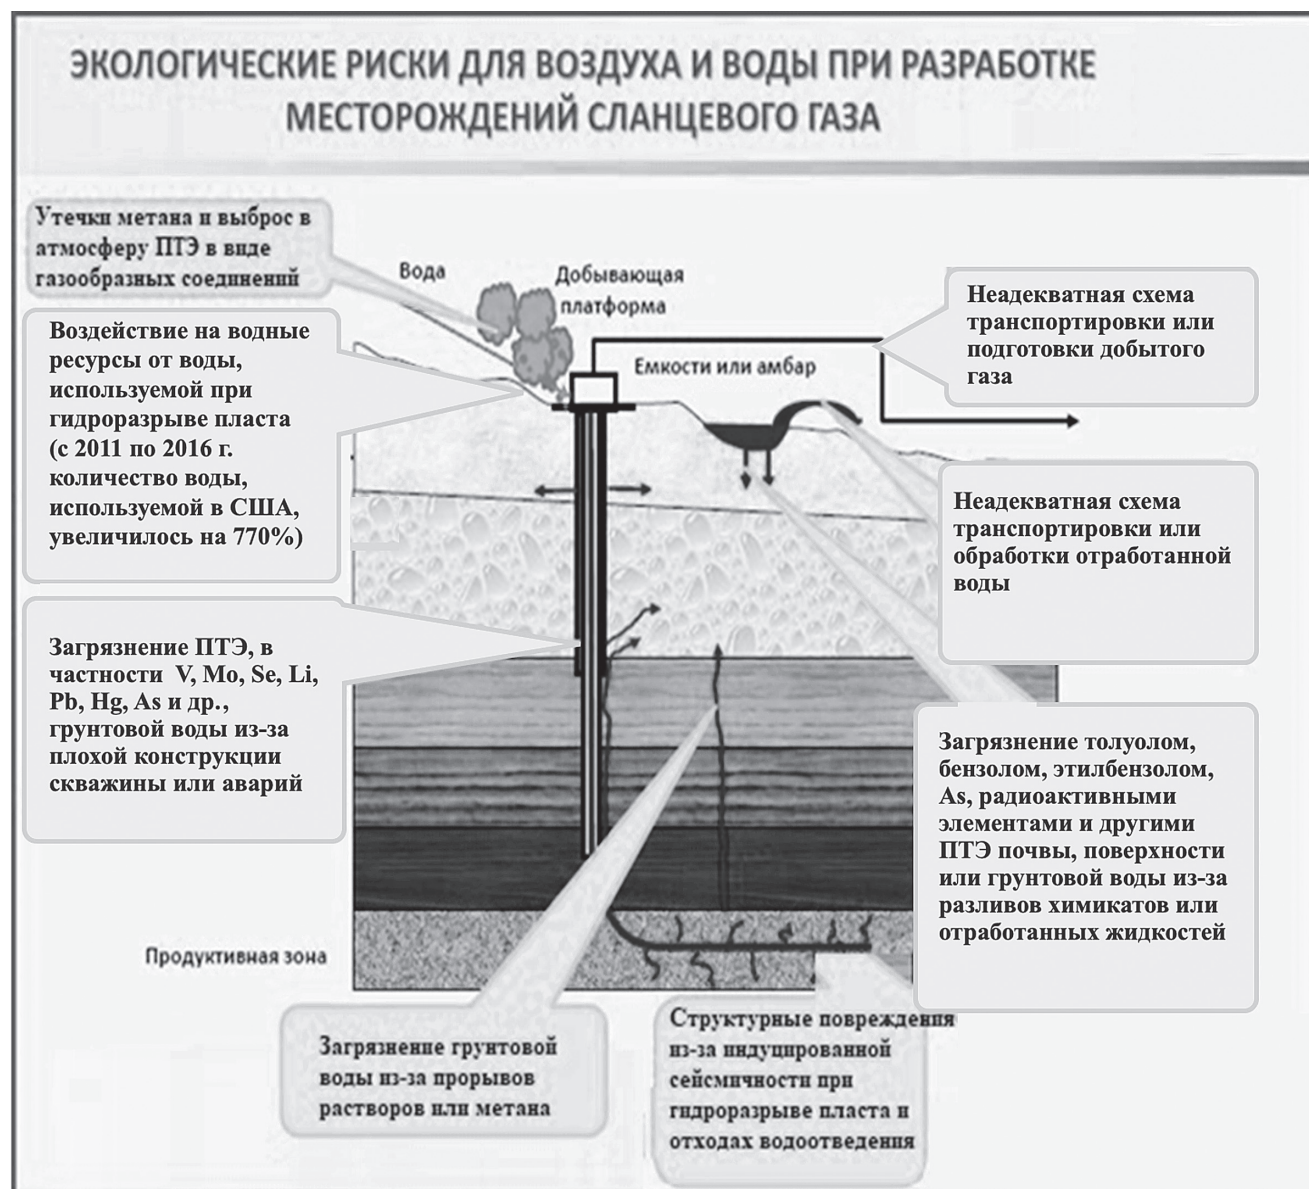 ЭКОЛОГИЧЕСКИЕ РИСКИ ДЛЯ ВОЗДУХА И ВОДЫ ПРИ РАЗРАБОТКЕ
МЕСТОРОЖДЕНИЙ СЛАНЦЕВОГО ГАЗА
Утечки метана и выброс в
атмосферу ПТЭ в виде
газообразных соединений
Вода
Добывающая
платформа
Емкости или амбар
Неадекватная схема
транспортировки или
подготовки добытого
газа
Воздействие на водные
ресурсы от воды,
используемой при
гидроразрыве пласта
(с 2011 по 2016 г.
количество воды,
используемой в США,
увеличилось на 770%)
Неадекватная схема
транспортировки или
обработки отработанной
воды
Загрязнение ПТЭ, в
частности V, Mo, Se, Li,
Pb, Hg, As и др.,
грунтовой воды из-за
плохой конструкции
скважины или аварий
Загрязнение толуолом,
бензолом, этилбензолом,
As, радиоактивными
элементами и другими
ПТЭ почвы, поверхности
или грунтовой воды из-за
разливов химикатов или
отработанных жидкостей
Продуктивная зона
Загрязнение грунтовой
воды из-за прорывов
растворов или метана
Структурные повреждения
из-за индуцированной
сейсмичности при
гидроразрыве пласта и
отходах водоотведения